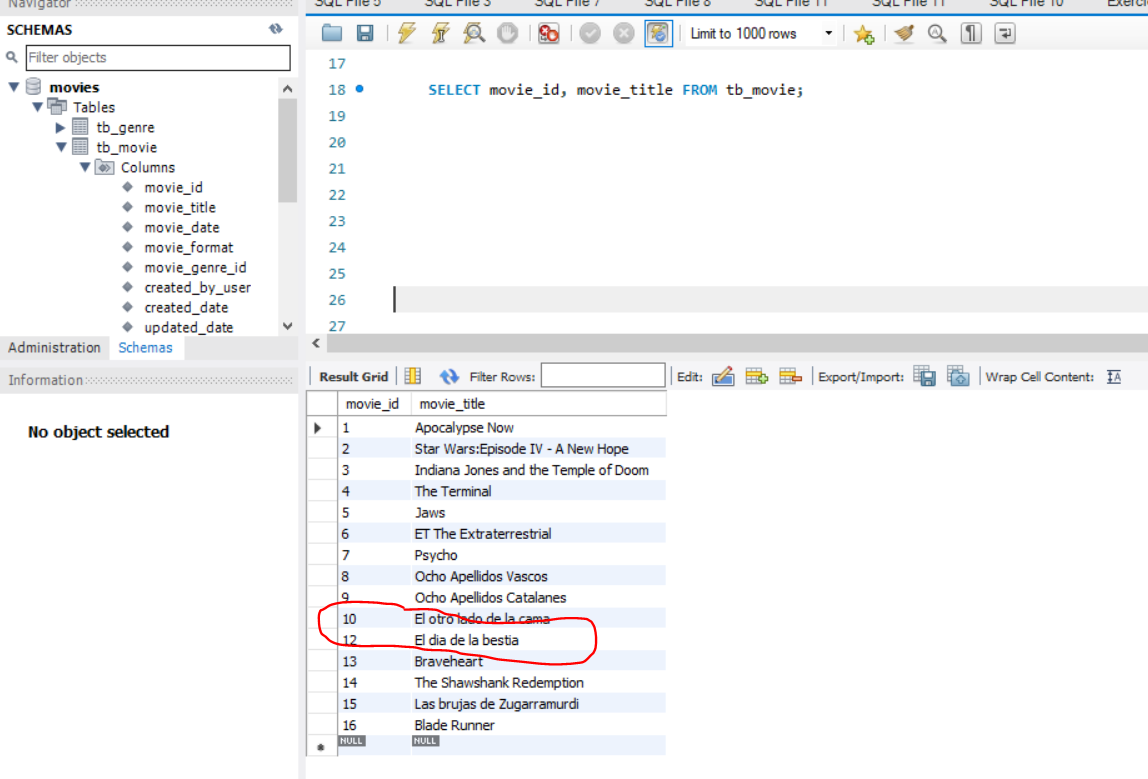 Navigator
SQL File 5 SQL File 3 SQL File 7 SQL File 8 SQL File 11 SQL File 11 SQL File 10
SCHEMAS
Filter objects
movies
Tables
tb_genre
tb_movie
Columns
movie_id
movie_title
movie_date
movie_format
movie_genre_id
created_by_user
created_date
updated_date
Administration Schemas
Information
No object selected
Limit to 1000 rows
17
18 SELECT movie_id, movie_title FROM tb_movie;
19
20
21
22
23
24
25
26
27
Result Grid Filter Rows: Edit: Export/Import: Wrap Cell Content:
movie_id movie_title
1 Apocalypse Now
2 Star Wars:Episode IV - A New Hope
3 Indiana Jones and the Temple of Doom
4 The Terminal
5 Jaws
6 ET The Extraterrestrial
7 Psycho
8 Ocho Apellidos Vascos
9 Ocho Apellidos Catalanes
10 El otro lado de la cama
12 El dia de la bestia
13 Braveheart
14 The Shawshank Redemption
15 Las brujas de Zugarramurdi
16 Blade Runner
NULL NULL